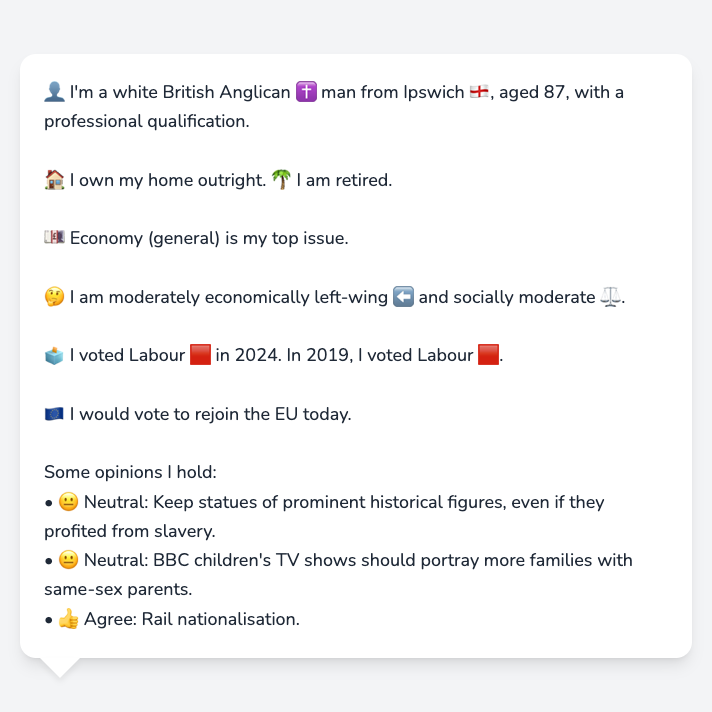 👤 I'm a white British Anglican ✝️ man from Ipswich 🏴󠁧󠁢󠁥󠁮󠁧󠁿, aged 87, with a
professional qualification.
🏠 I own my home outright. 🌴 I am retired.
💷 Economy (general) is my top issue.
🤔 I am moderately economically left-wing ⬅️ and socially moderate ⚖️.
🗳️ I voted Labour 🟥 in 2024. In 2019, I voted Labour 🟥.
🇪🇺 I would vote to rejoin the EU today.
Some opinions I hold:
• 😐 Neutral: Keep statues of prominent historical figures, even if they
profited from slavery.
• 😐 Neutral: BBC children's TV shows should portray more families with
same-sex parents.
• 👍 Agree: Rail nationalisation.